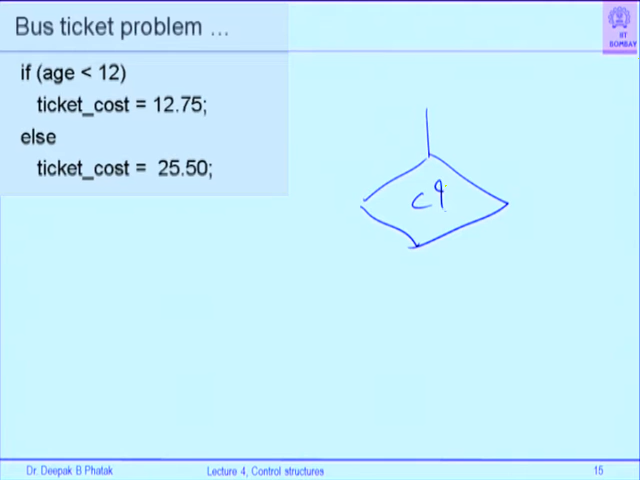 Bus ticket problem ...
IIT
BOMBAY
if (age < 12)
ticket_cost = 12.75;
else
ticket_cost = 25.50;
Dr. Deepak B Phatak
Lecture 4, Control structures
15